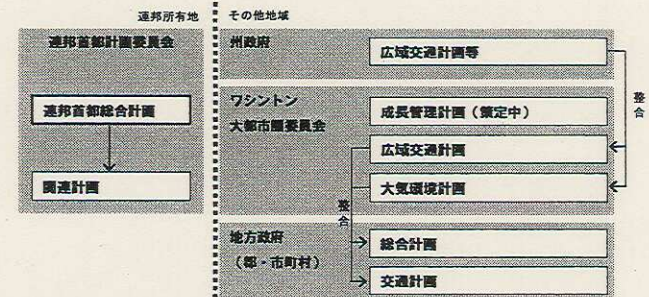 連邦所有地
その他地域
連邦首都計画委員会
連邦首都総合計画
関連計画
州政府
広域交通計画等
ワシントン
大都市圏委員会
成長管理計画（策定中）
広域交通計画
大気環境計画
整合
整合
地方政府
（郡・市町村）
総合計画
交通計画